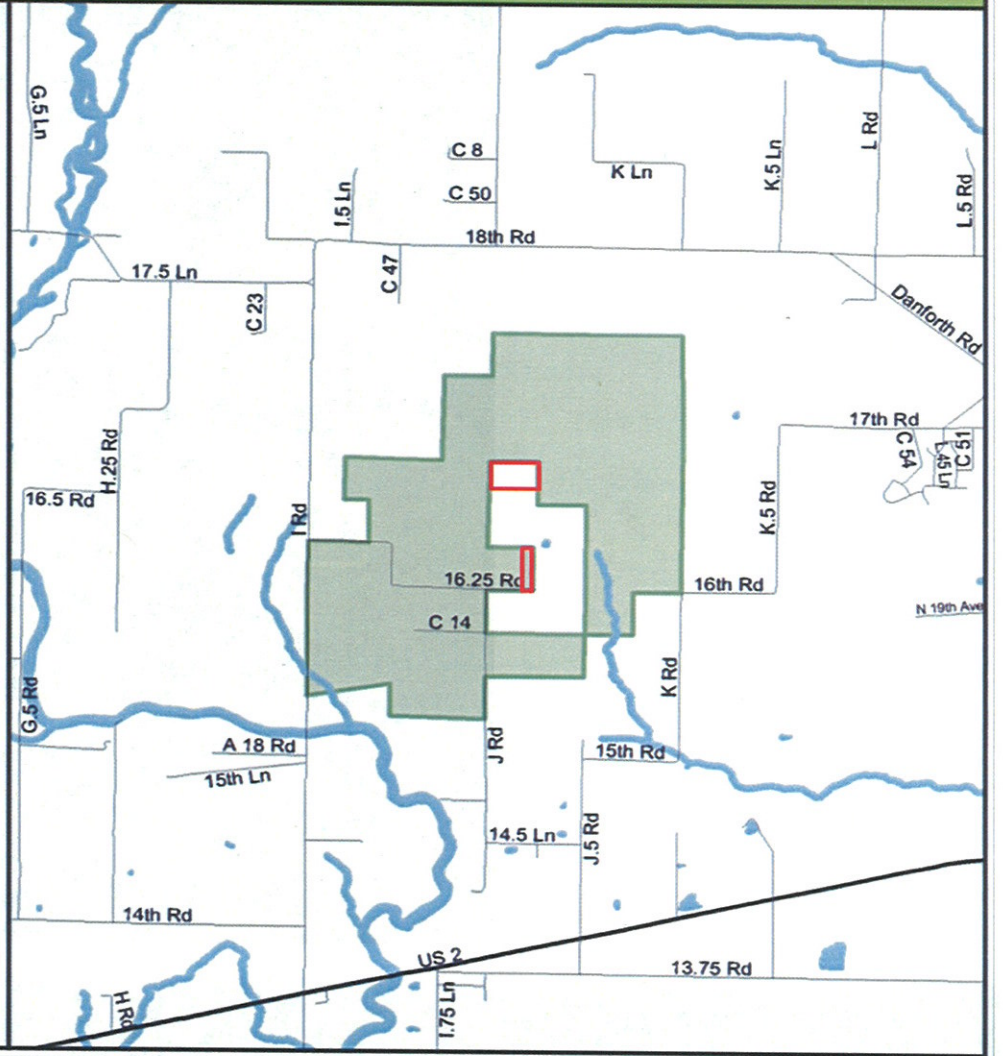 G.5 Ln
C 8
K Ln
K.5 Ln
L Rd
I.5 Ln
C 50
L.5 Rd
18th Rd
17.5 Ln
C 47
C 23
Danforth Rd
17th Rd
H.25 Rd
C 54
L.45 Ln
C 51
16.5 Rd
I Rd
K.5 Rd
16.25 Rd
16th Rd
N 19th Ave
C 14
G.5 Rd
K Rd
J Rd
A 18 Rd
15th Rd
15th Ln
14.5 Ln
J.5 Rd
14th Rd
US 2
13.75 Rd
H Rd
I.75 Ln